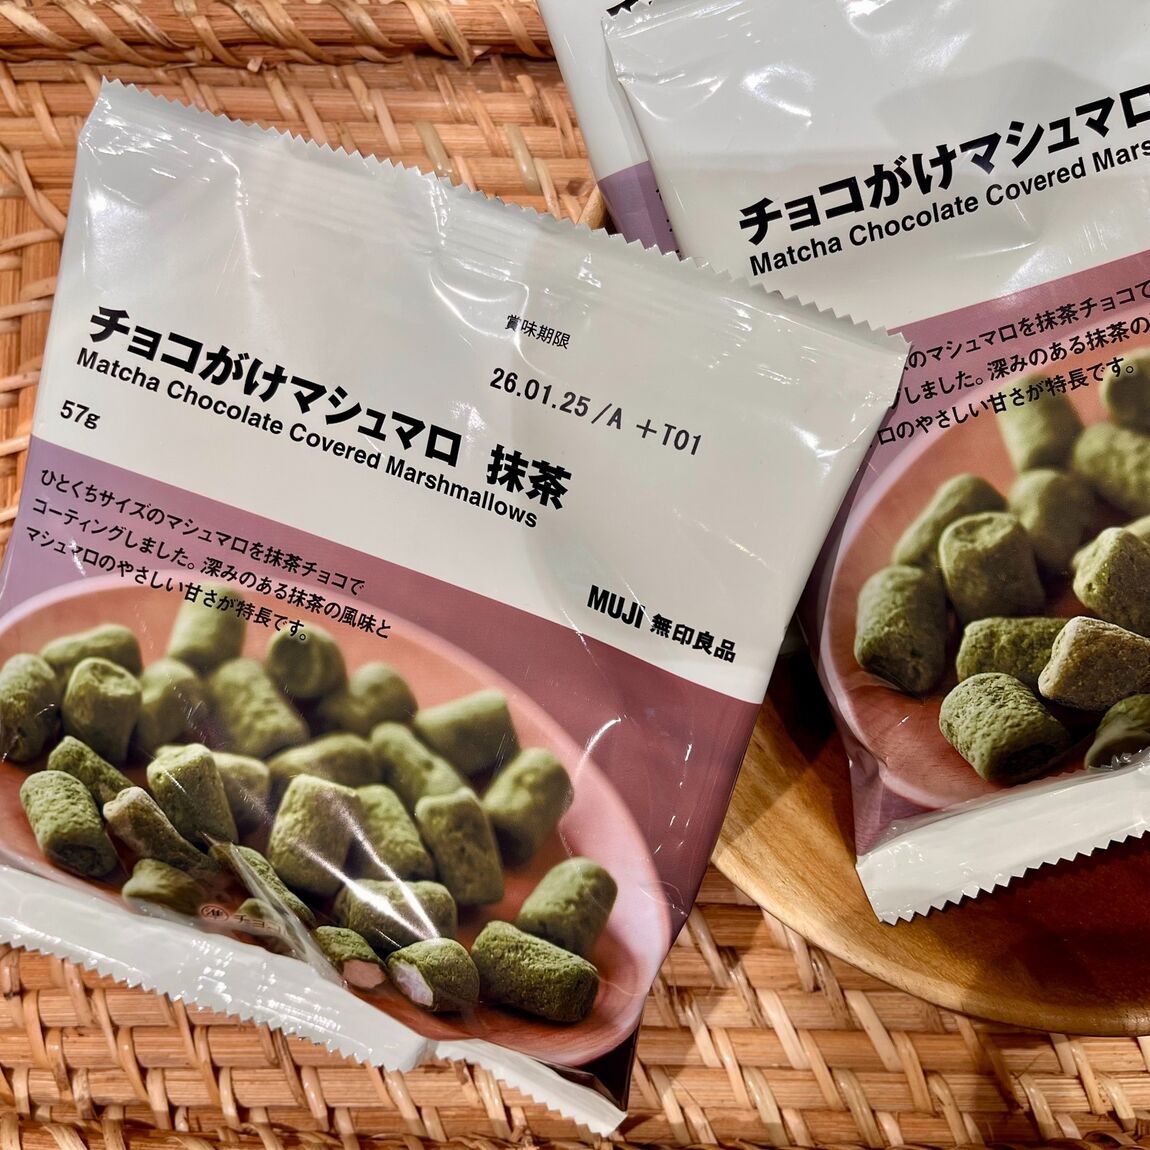 チョコがけマシュマロ 抹茶
Matcha Chocolate Covered Marshmallows
57g
賞味期限
26.01.25/A +T01
ひとくちサイズのマシュマロを抹茶チョコで
コーティングしました。深みのある抹茶の風味と
マシュマロのやさしい甘さが特長です。
MUJI 無印良品
準 チョコ
チョコがけマシュマロ
Matcha Chocolate Covered Mars
のマシュマロを抹茶チョコで
しました。深みのある抹茶の
ロのやさしい甘さが特長です。